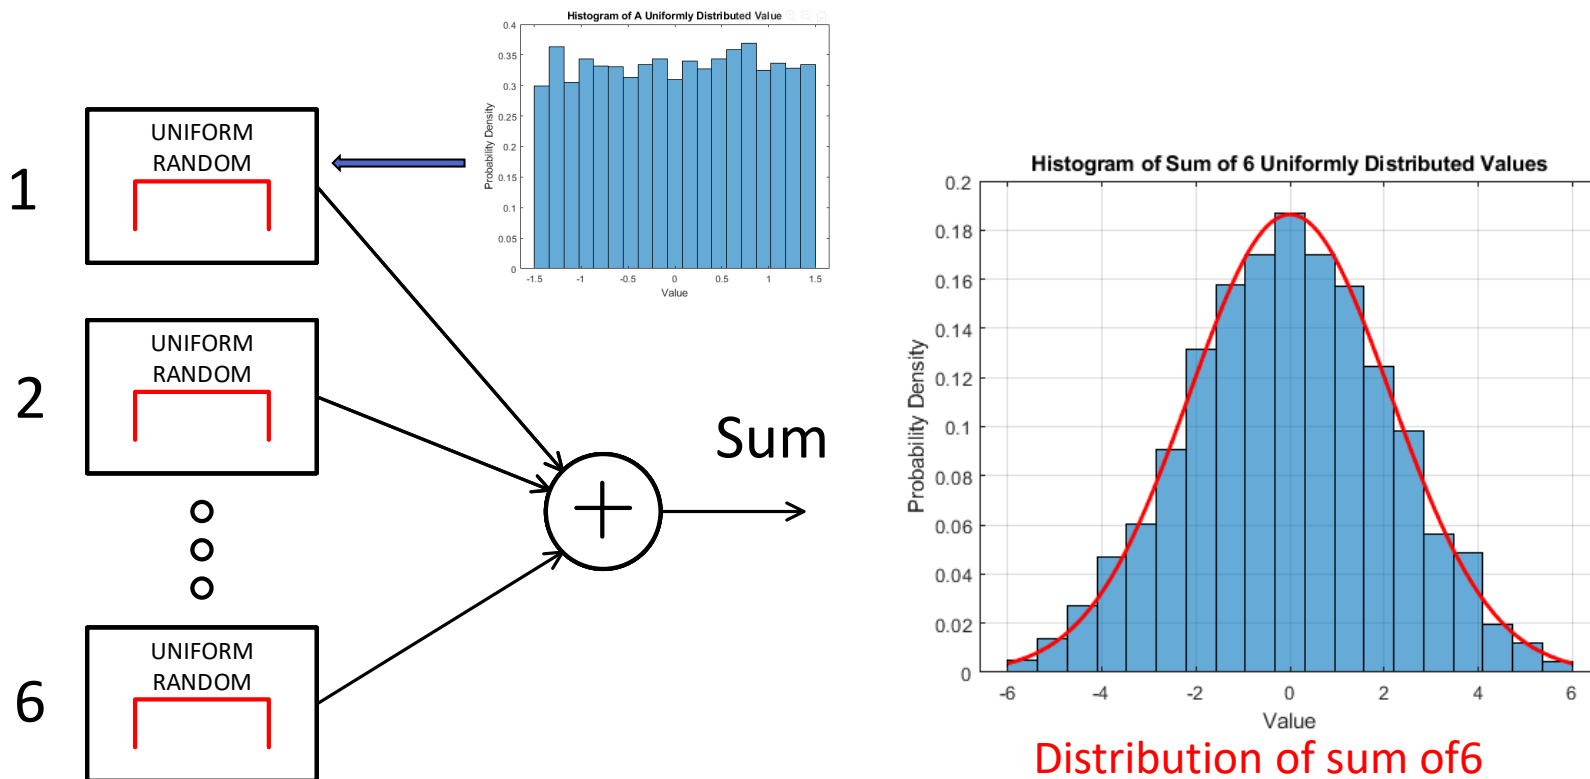 Histogram of A Uniformly Distributed Value
0.4
0.35
0.3
0.25
0.2
0.15
0.1
0.05
0
Probability Density
-1.5 -1 -0.5 0 0.5 1 1.5
Value
1
UNIFORM
RANDOM
2
UNIFORM
RANDOM
6
UNIFORM
RANDOM
+
Sum
Histogram of Sum of 6 Uniformly Distributed Values
0.2
0.18
0.16
0.14
0.12
0.1
0.08
0.06
0.04
0.02
0
Probability Density
-6 -4 -2 0 2 4 6
Value
Distribution of sum of6